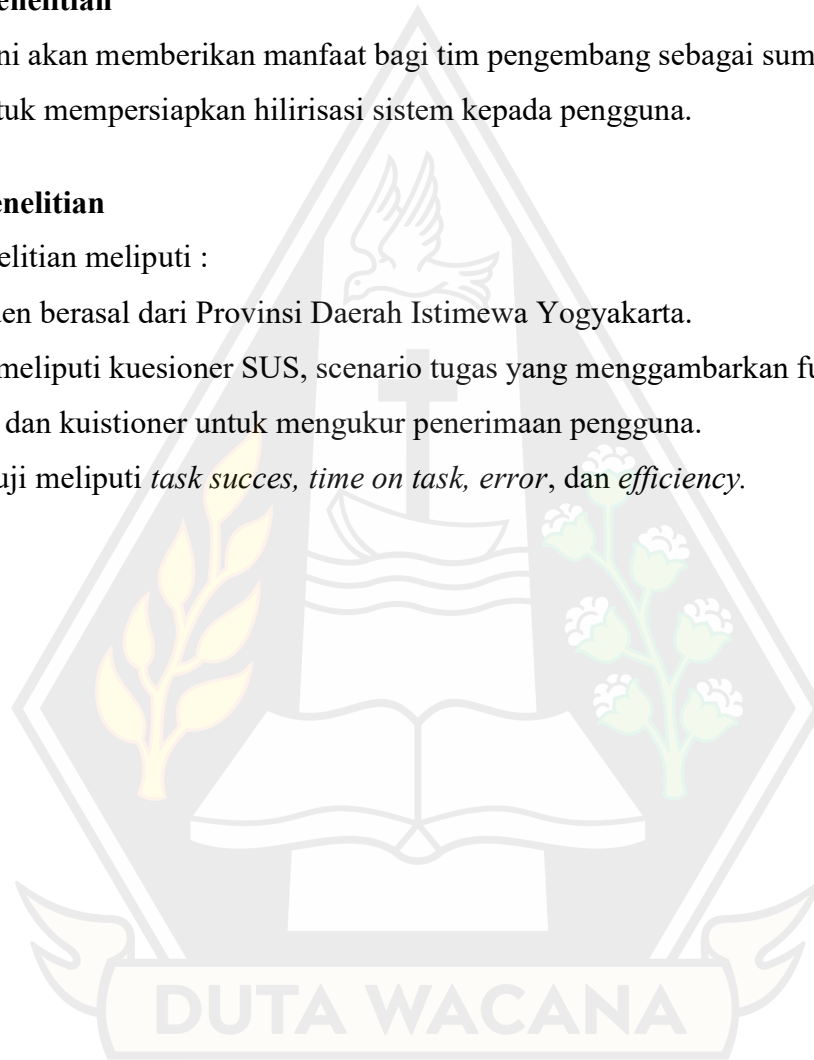 enelitian
ni akan memberikan manfaat bagi tim pengembang sebagai sum
tuk mempersiapkan hilirisasi sistem kepada pengguna.
enelitian
elitian meliputi :
en berasal dari Provinsi Daerah Istimewa Yogyakarta.
meliputi kuesioner SUS, scenario tugas yang menggambarkan fu
dan kuistioner untuk mengukur penerimaan pengguna.
uji meliputi task succes, time on task, error, dan efficiency.
DUTA WACANA